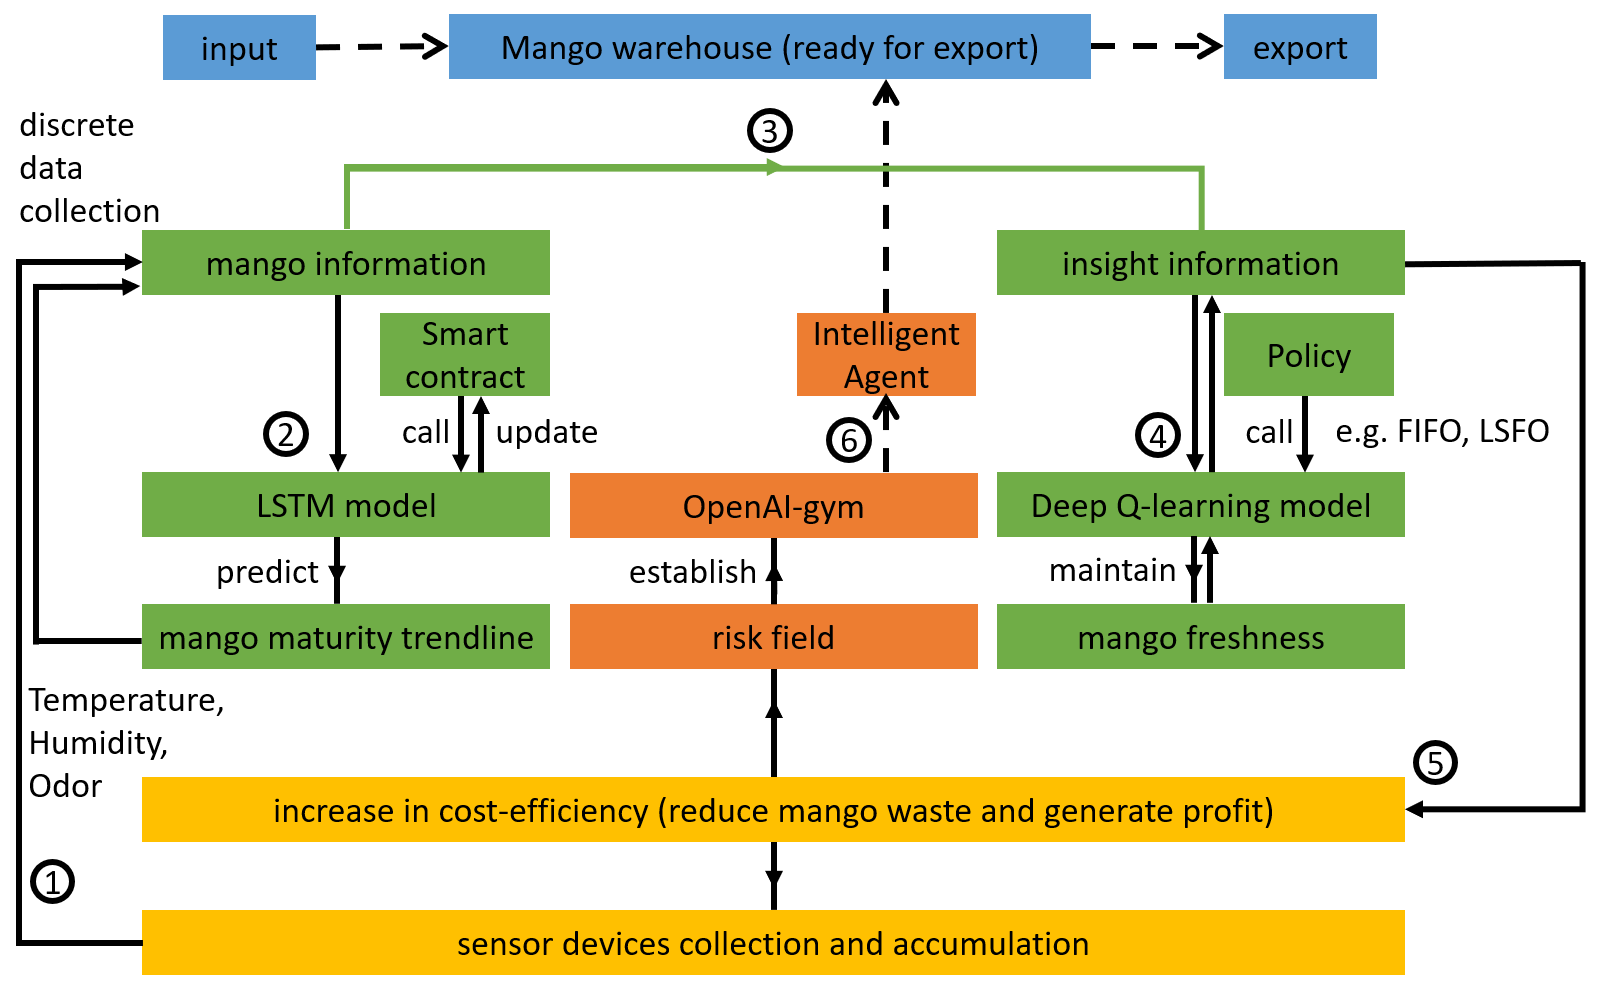 input
Mango warehouse (ready for export)
export
discrete
data
collection
3
mango information
insight information
Smart
contract
Intelligent
Agent
Policy
2
call
update
6
4
call
e.g. FIFO, LSFO
LSTM model
OpenAI-gym
Deep Q-learning model
predict
establish
maintain
mango maturity trendline
risk field
mango freshness
Temperature,
Humidity,
Odor
5
increase in cost-efficiency (reduce mango waste and generate profit)
1
sensor devices collection and accumulation